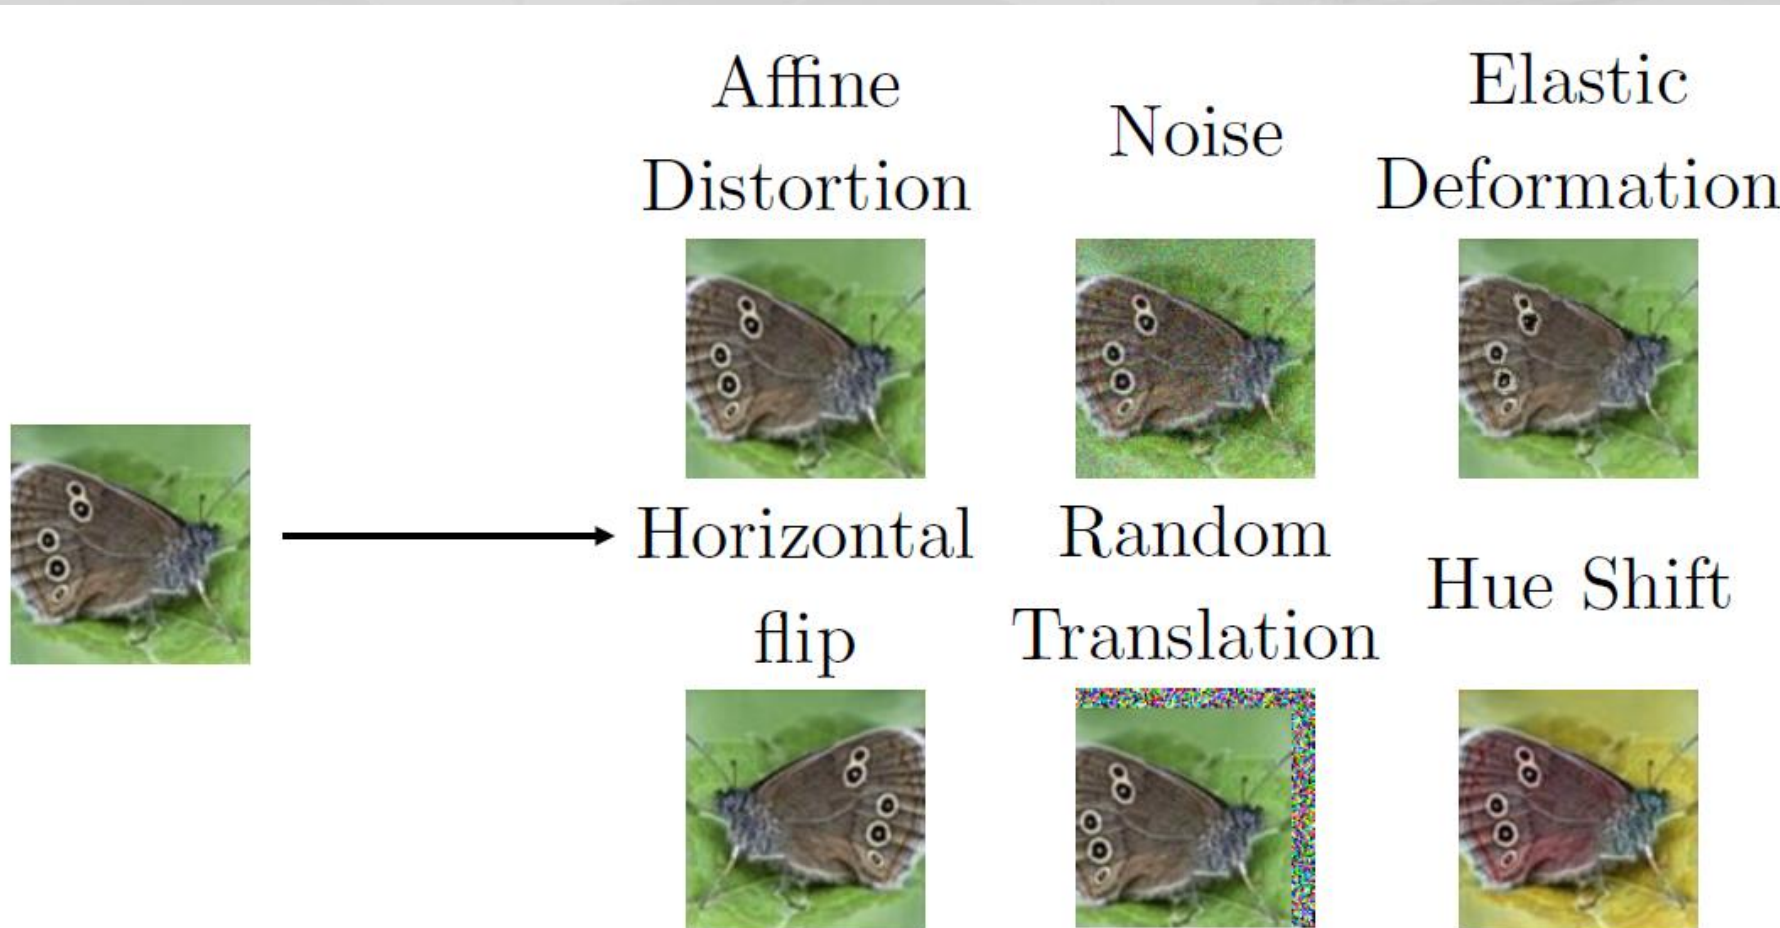 Affine
Distortion
Noise
Elastic
Deformation
Horizontal
flip
Random
Translation
Hue Shift